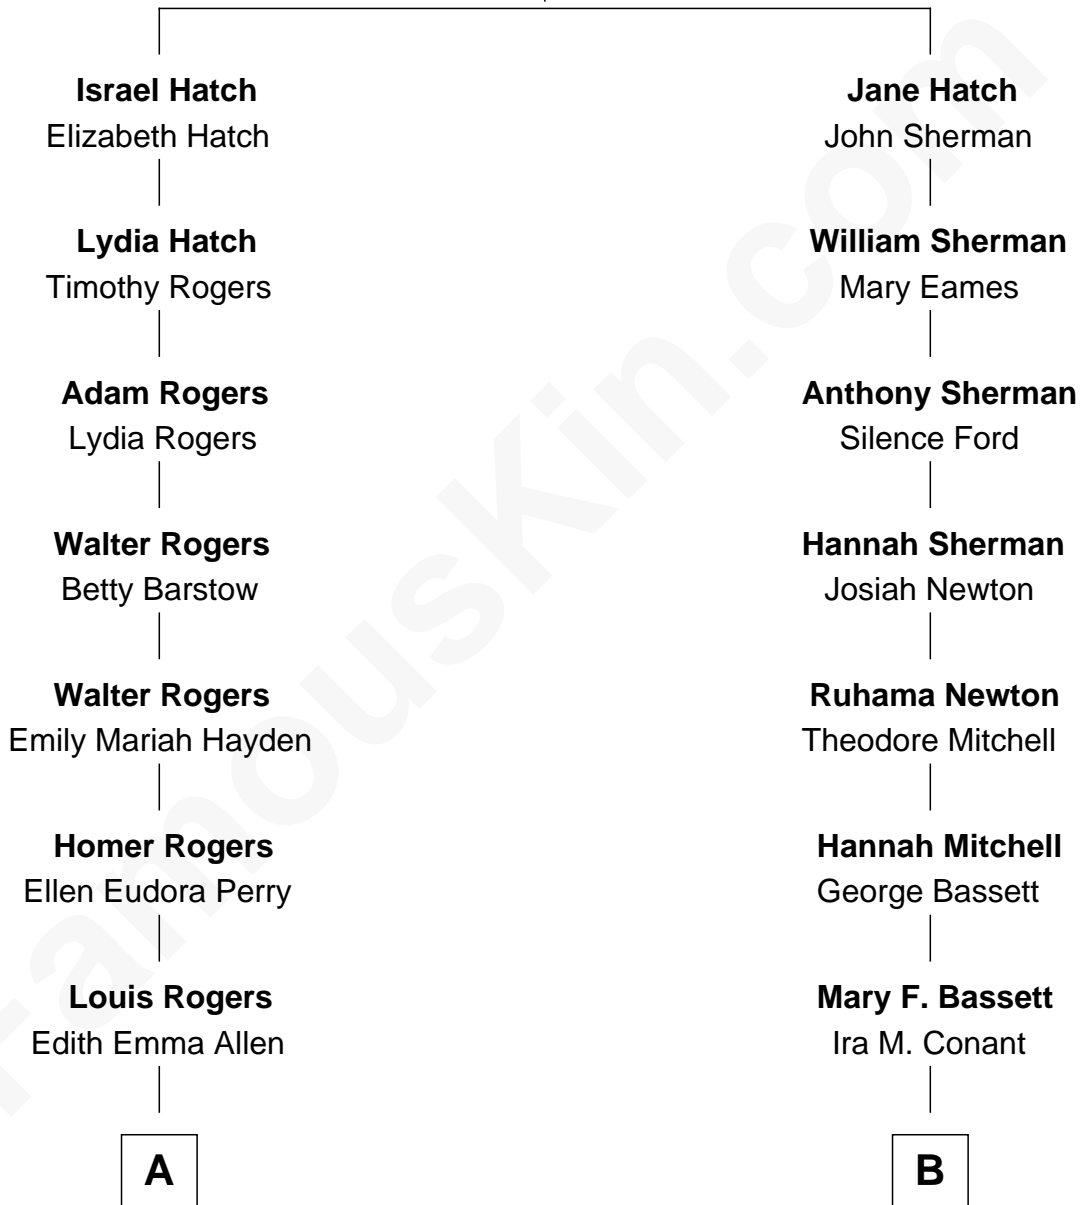 Israel Hatch
Elizabeth Hatch
Lydia Hatch
Timothy Rogers
Adam Rogers
Lydia Rogers
Walter Rogers
Betty Barstow
Walter Rogers
Emily Mariah Hayden
Homer Rogers
Ellen Eudora Perry
Louis Rogers
Edith Emma Allen
A
Jane Hatch
John Sherman
William Sherman
Mary Eames
Anthony Sherman
Silence Ford
Hannah Sherman
Josiah Newton
Ruhama Newton
Theodore Mitchell
Hannah Mitchell
George Bassett
Mary F. Bassett
Ira M. Conant
B
FamousKin.com